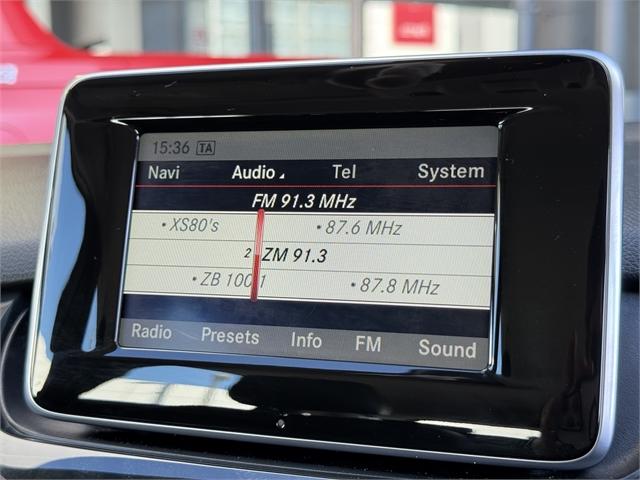 15:36 TA
Navi Audio Tel System
FM 91.3 MHz
• XS80's • 87.6 MHz
2 ZM 91.3
• ZB 100.1 • 87.8 MHz
Radio Presets Info FM Sound